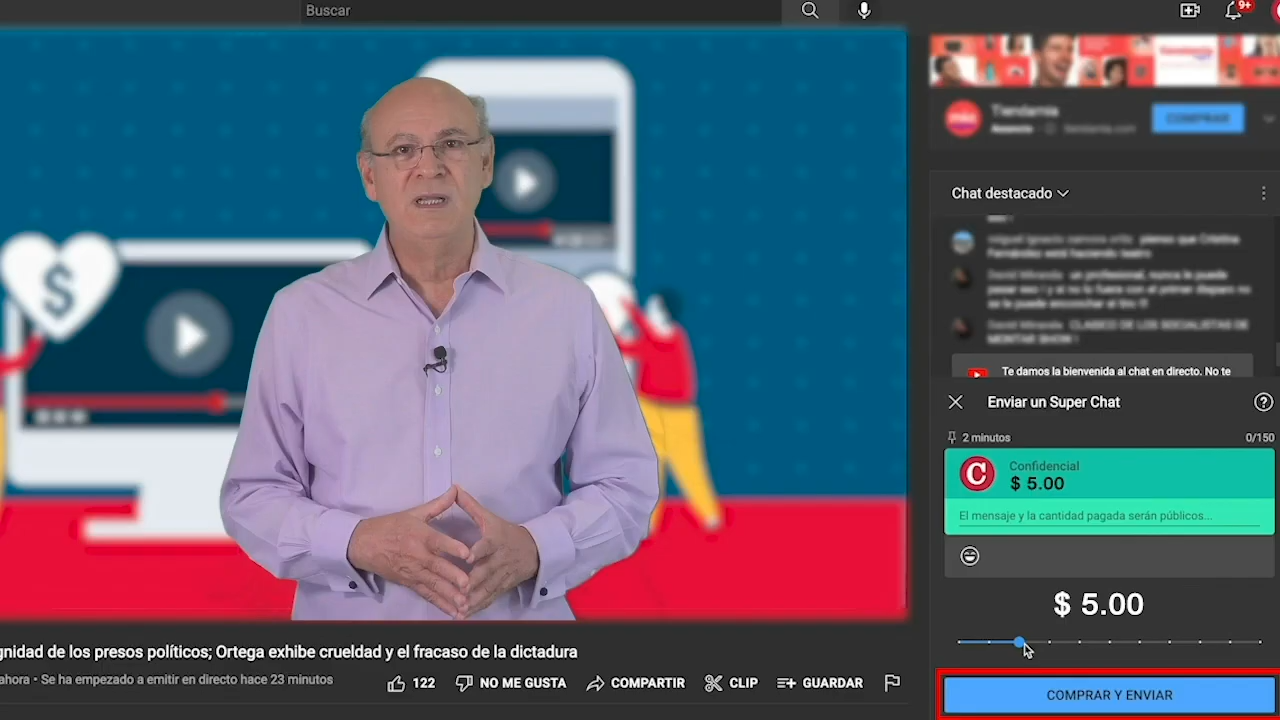 Buscar
9+
Tiendamia
COMPRAR
Chat destacado
Te damos la bienvenida al chat en directo. No te
Enviar un Super Chat
2 minutos
0/150
C
Confidencial
$ 5.00
El mensaje y la cantidad pagada serán públicos...
$ 5.00
COMPRAR Y ENVIAR
$
gnidad de los presos políticos; Ortega exhibe crueldad y el fracaso de la dictadura
ahora • Se ha empezado a emitir en directo hace 23 minutos
122
NO ME GUSTA
COMPARTIR
CLIP
GUARDAR